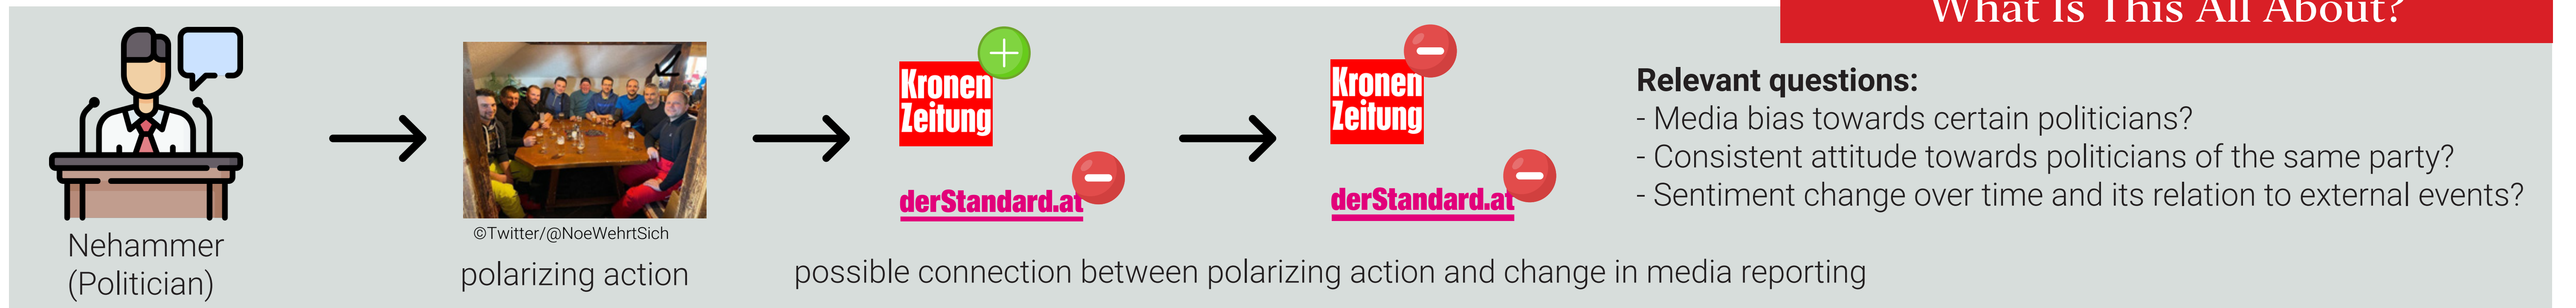 What Is This All About?
Nehammer
(Politician)
©Twitter/@NoeWehrtSich
polarizing action
Kronen
Zeitung
derStandard.at
Kronen
Zeitung
derStandard.at
possible connection between polarizing action and change in media reporting
Relevant questions:
- Media bias towards certain politicians?
- Consistent attitude towards politicians of the same party?
- Sentiment change over time and its relation to external events?